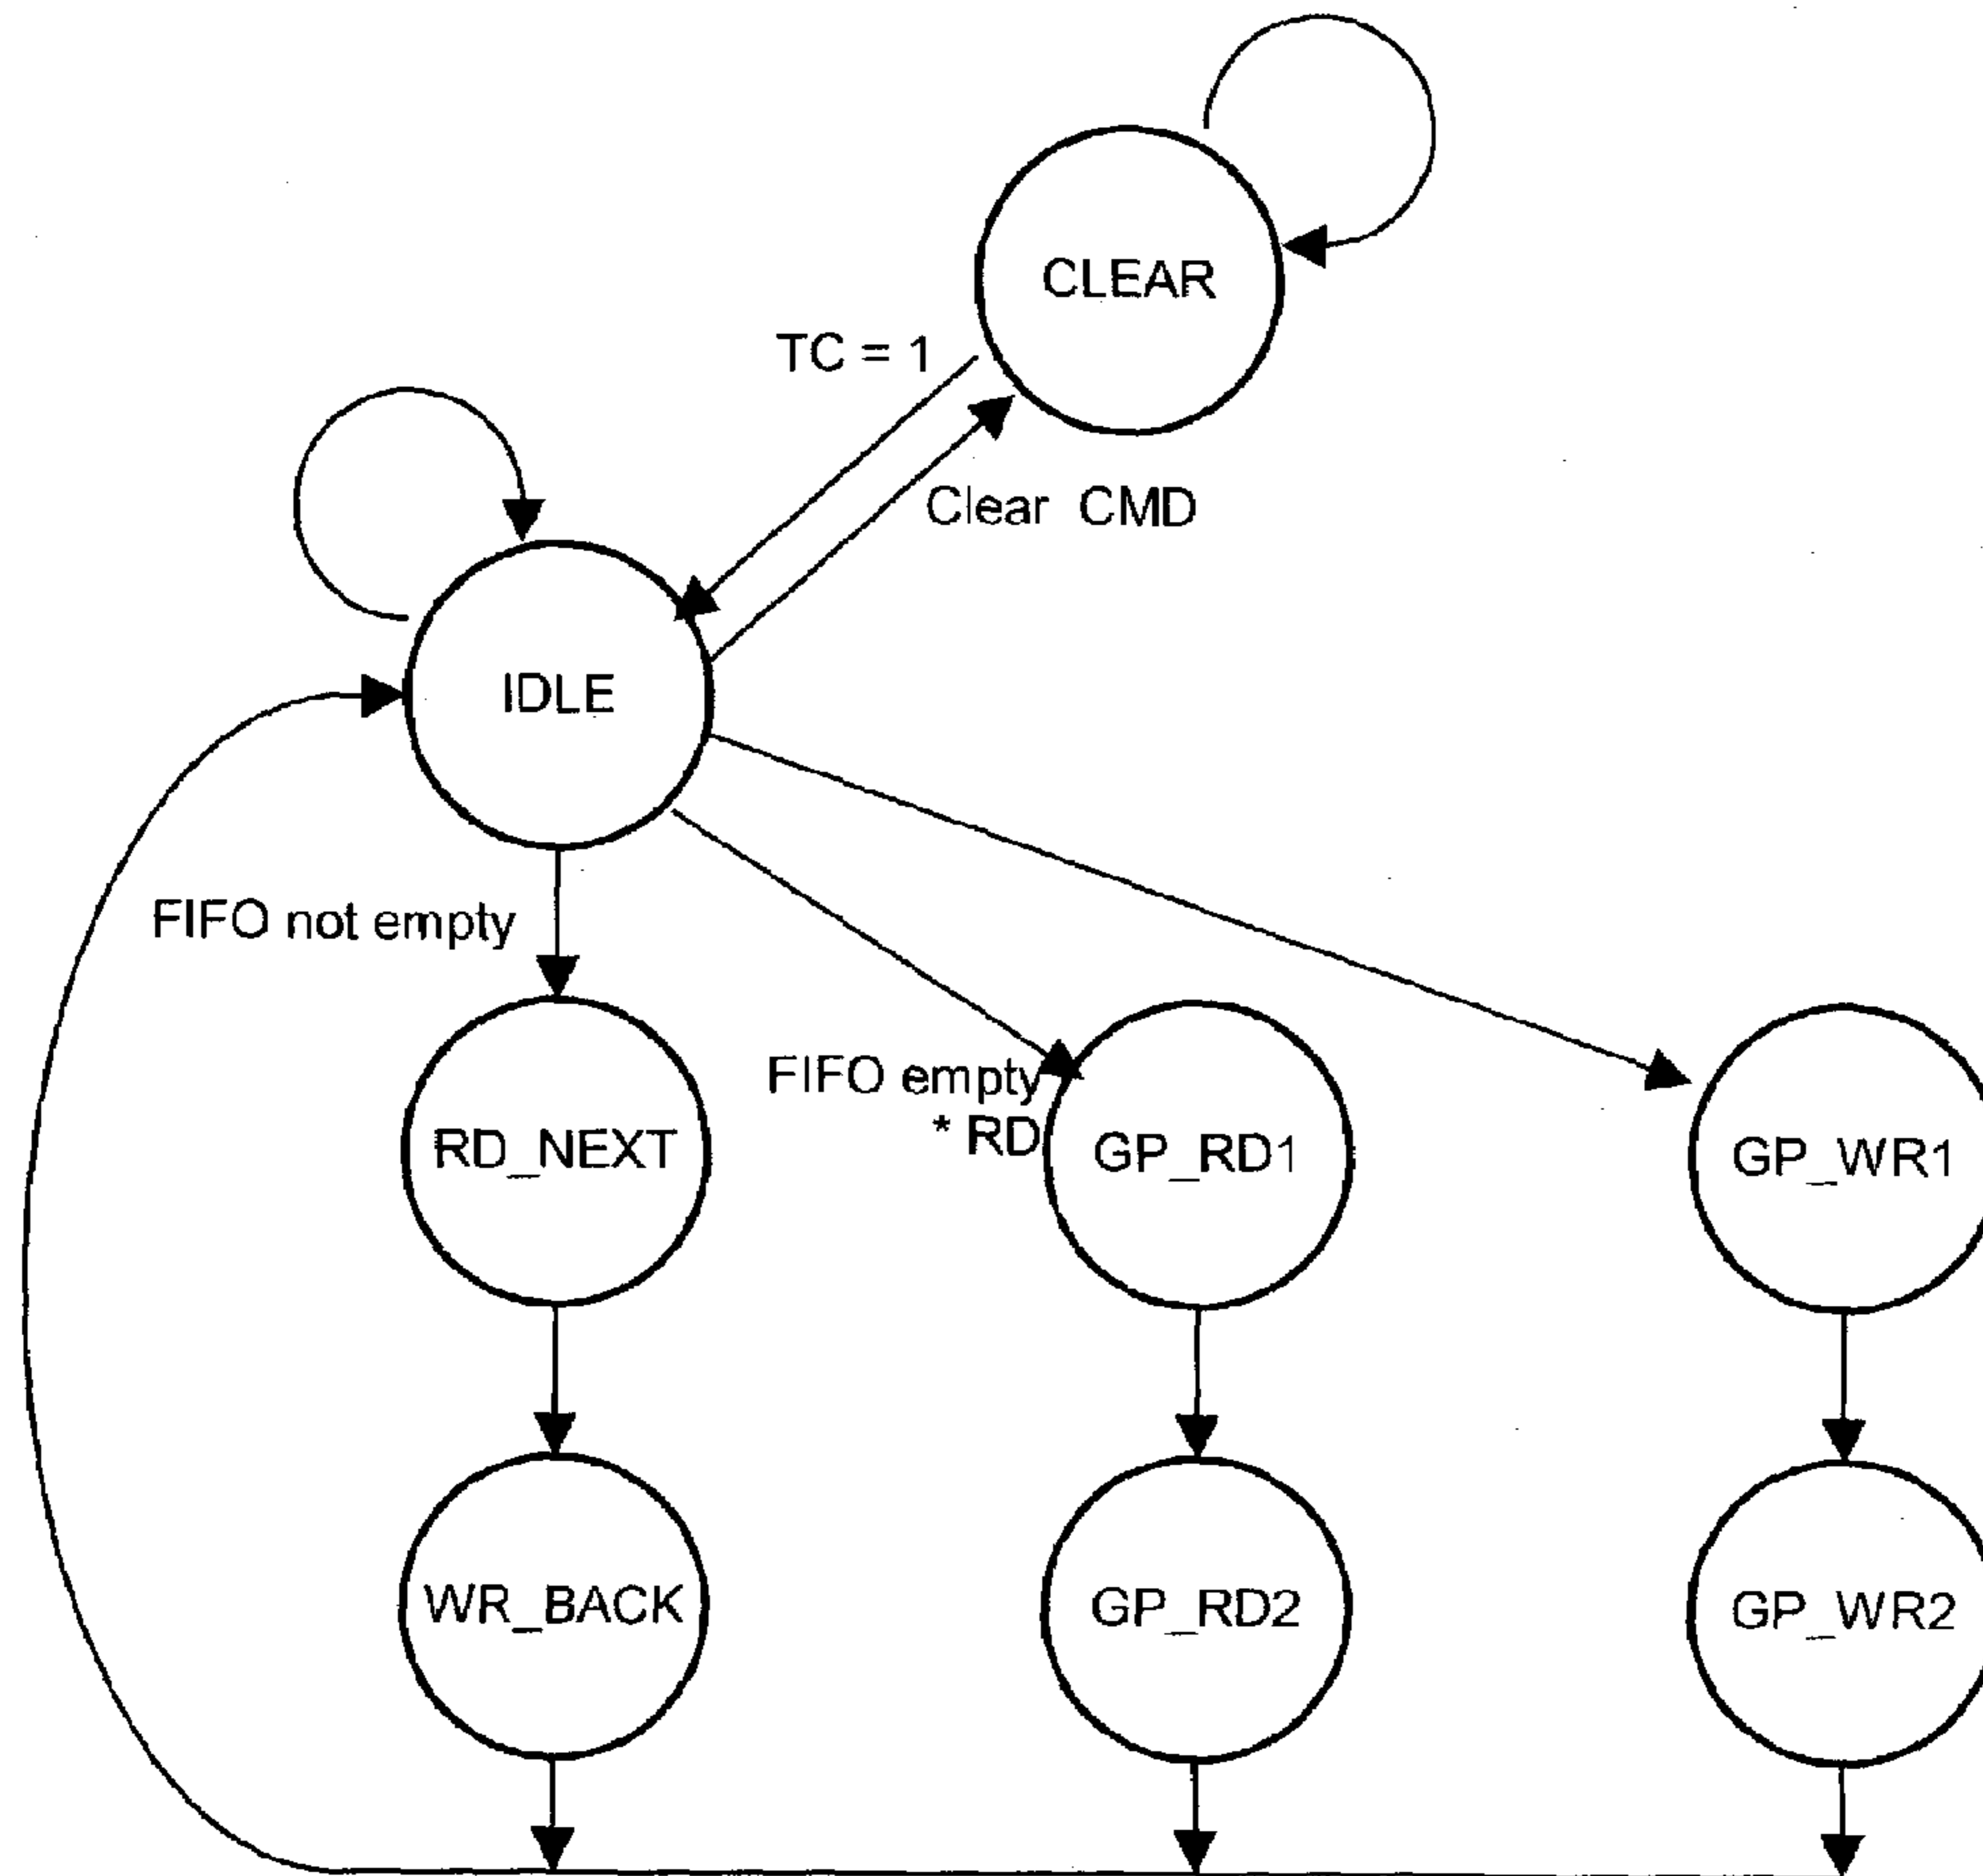 CLEAR
TC = 1
Clear CMD
IDLE
FIFO not empty
FIFO empty
* RD
RD_NEXT
GP_RD1
GP_WR1
WR_BACK
GP_RD2
GP_WR2